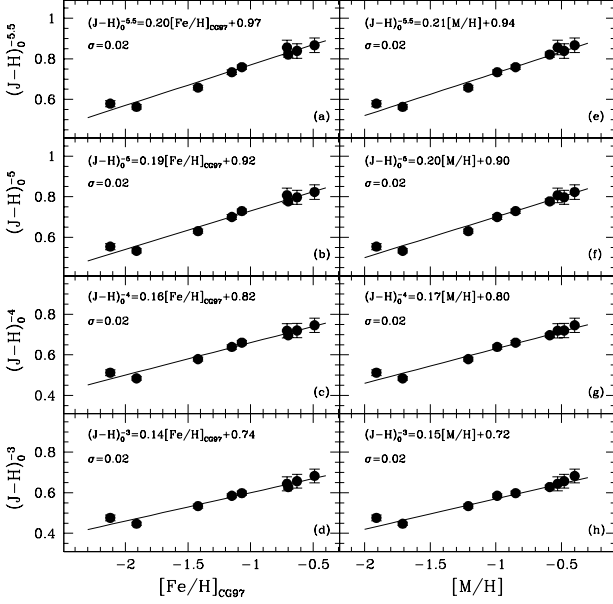 (J−H)₀^−5.5
1
0.8
0.6
(J−H)₀^−5.5=0.20[Fe/H]CG97+0.97
σ=0.02
(a)
(J−H)₀^−5.5=0.21[M/H]+0.94
σ=0.02
(e)
(J−H)₀^−5
1
0.8
0.6
(J−H)₀^−5=0.19[Fe/H]CG97+0.92
σ=0.02
(b)
(J−H)₀^−5=0.20[M/H]+0.90
σ=0.02
(f)
(J−H)₀^−4
0.8
0.6
0.4
(J−H)₀^−4=0.16[Fe/H]CG97+0.82
σ=0.02
(c)
(J−H)₀^−4=0.17[M/H]+0.80
σ=0.02
(g)
(J−H)₀^−3
0.8
0.6
0.4
(J−H)₀^−3=0.14[Fe/H]CG97+0.74
σ=0.02
(d)
(J−H)₀^−3=0.15[M/H]+0.72
σ=0.02
(h)
−2 −1.5 −1 −0.5
−2 −1.5 −1 −0.5
[Fe/H]CG97
[M/H]